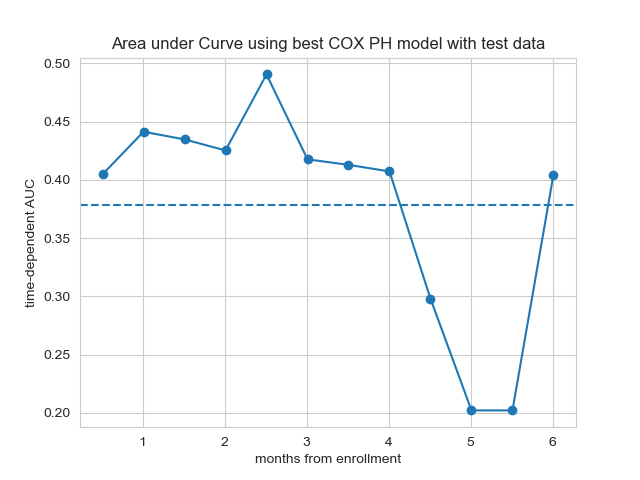 Area under Curve using best COX PH model with test data
0.50
0.45
0.40
0.35
0.30
0.25
0.20
time-dependent AUC
1 2 3 4 5 6
months from enrollment